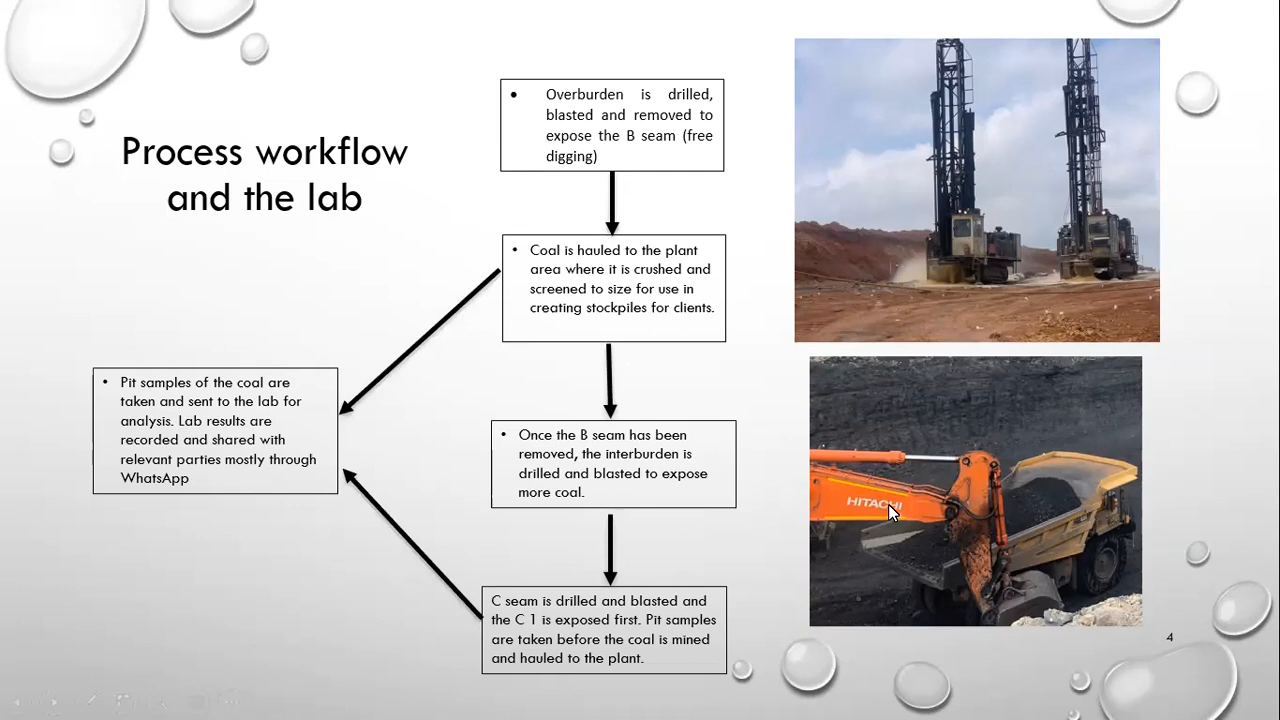 Process workflow
and the lab
• Overburden is drilled,
blasted and removed to
expose the B seam (free
digging)
• Coal is hauled to the plant
area where it is crushed and
screened to size for use in
creating stockpiles for clients.
• Pit samples of the coal are
taken and sent to the lab for
analysis. Lab results are
recorded and shared with
relevant parties mostly through
WhatsApp
• Once the B seam has been
removed, the interburden is
drilled and blasted to expose
more coal.
C seam is drilled and blasted and
the C 1 is exposed first. Pit samples
are taken before the coal is mined
and hauled to the plant.
HITACHI
4